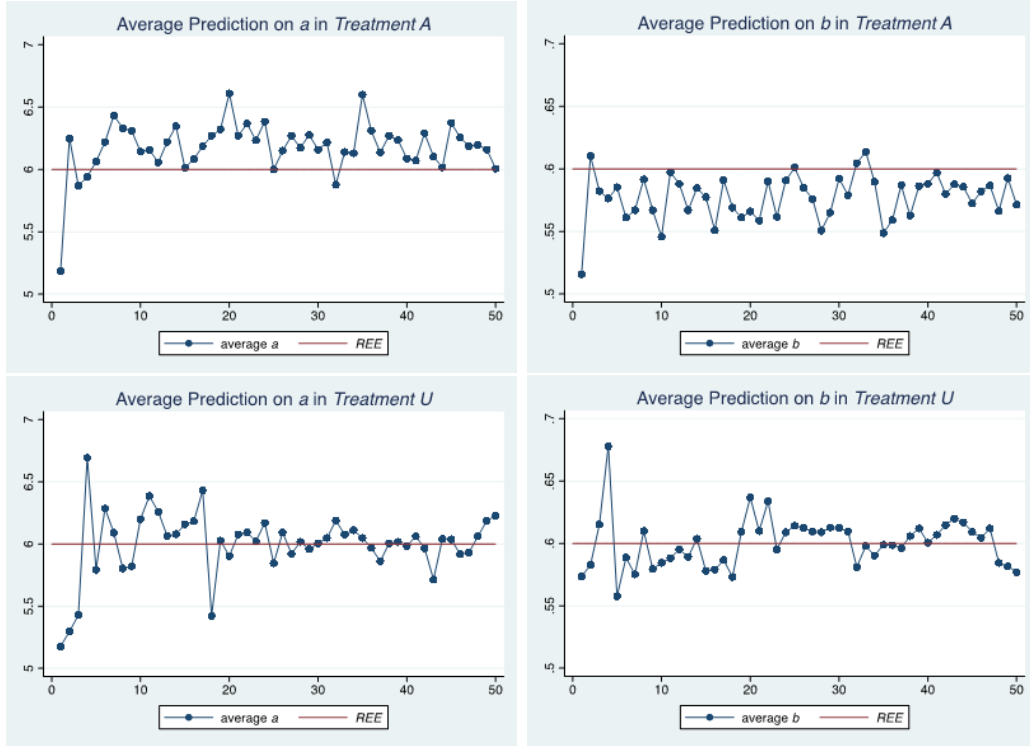 Average Prediction on a in Treatment A
7
6.5
6
5.5
5
0 10 20 30 40 50
average a REE
Average Prediction on b in Treatment A
.7
.65
.6
.55
.5
0 10 20 30 40 50
average b REE
Average Prediction on a in Treatment U
7
6.5
6
5.5
5
0 10 20 30 40 50
average a REE
Average Prediction on b in Treatment U
.7
.65
.6
.55
.5
0 10 20 30 40 50
average b REE